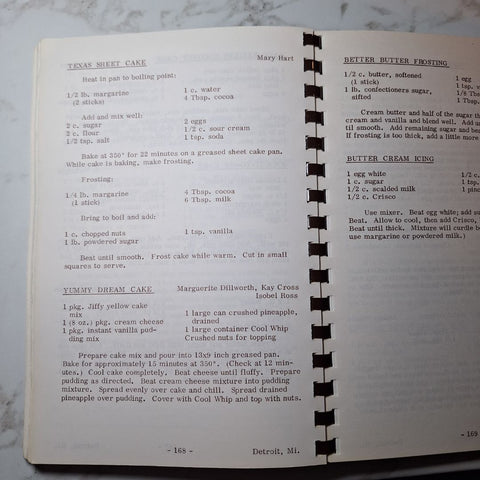 TEXAS SHEET CAKE Mary Hart
Heat in pan to boiling point:
1/2 lb. margarine 1 c. water
(2 sticks) 4 Tbsp. cocoa
Add and mix well:
2 c. sugar 2 eggs
2 c. flour 1/2 c. sour cream
1/2 tsp. salt 1 tsp. soda
Bake at 350° for 22 minutes on a greased sheet cake pan.
While cake is baking, make frosting.
Frosting:
1/4 lb. margarine 4 Tbsp. cocoa
(1 stick) 6 Tbsp. milk
Bring to boil and add:
1 c. chopped nuts 1 tsp. vanilla
1 lb. powdered sugar
Beat until smooth. Frost cake while warm. Cut in small
squares to serve.
YUMMY DREAM CAKE Marguerite Dillworth, Kay Cross
Isobel Ross
1 pkg. Jiffy yellow cake 1 large can crushed pineapple,
mix drained
1 (8 oz.) pkg. cream cheese 1 large container Cool Whip
1 pkg. instant vanilla pud- Crushed nuts for topping
ding mix
Prepare cake mix and pour into 13x9 inch greased pan.
Bake for approximately 15 minutes at 350°. (Check at 12 min-
utes.) Cool cake completely. Beat cheese until fluffy. Prepare
pudding as directed. Beat cream cheese mixture into pudding
mixture. Spread evenly over cake and chill. Spread drained
pineapple over pudding. Cover with Cool Whip and top with nuts.
- 168 - Detroit, Mi.
BETTER BUTTER FROSTING
1/2 c. butter, softened 1 egg
(1 stick) 1 tsp. v
1 lb. confectioners sugar, 1/8 Tbs
sifted 1 Tb
Cream butter and half of the sugar th
cream and vanilla and blend well. Add
til smooth. Add remaining sugar and bea
If frosting is too thick, add a little more
BUTTER CREAM ICING
1 egg white 1/2 c.
1 c. sugar 1 tsp.
1/2 c. scalded milk 1 pinc
1/2 c. Crisco
Use mixer. Beat egg white; add su
Beat. Allow to cool, then add Crisco,
Beat until thick. Mixture will curdle be
use margarine or powdered milk.)
- 169